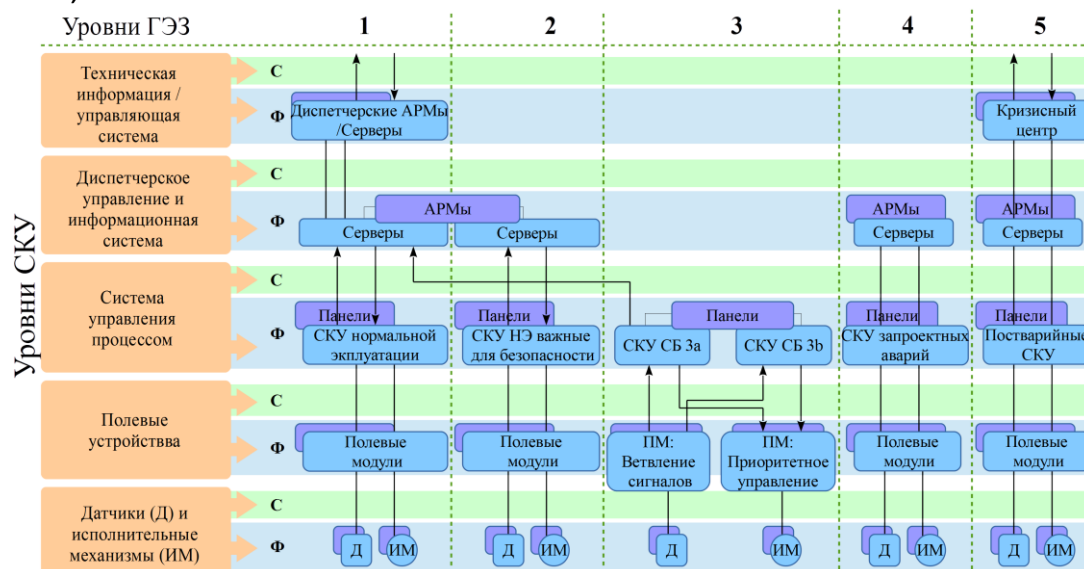 Уровни ГЭЗ
1
2
3
4
5
Уровни СКУ
Техническая
информация /
управляющая
система
С
Ф
Диспетчерские АРМы
/Серверы
Кризисный
центр
Диспетчерское
управление и
информационная
система
С
Ф
АРМы
Серверы
Серверы
АРМы
Серверы
АРМы
Серверы
Система
управления
процессом
С
Ф
Панели
СКУ нормальной
эксплуатации
Панели
СКУ НЭ важные
для безопасности
Панели
СКУ СБ 3а
СКУ СБ 3b
Панели
СКУ запроектных
аварий
Панели
Поставарийные
СКУ
Полевые
устройствва
С
Ф
Полевые
модули
Полевые
модули
ПМ:
Ветвление
сигналов
ПМ:
Приоритетное
управление
Полевые
модули
Полевые
модули
Датчики (Д) и
исполнительные
механизмы (ИМ)
С
Ф
Д
ИМ
Д
ИМ
Д
ИМ
Д
ИМ
Д
ИМ